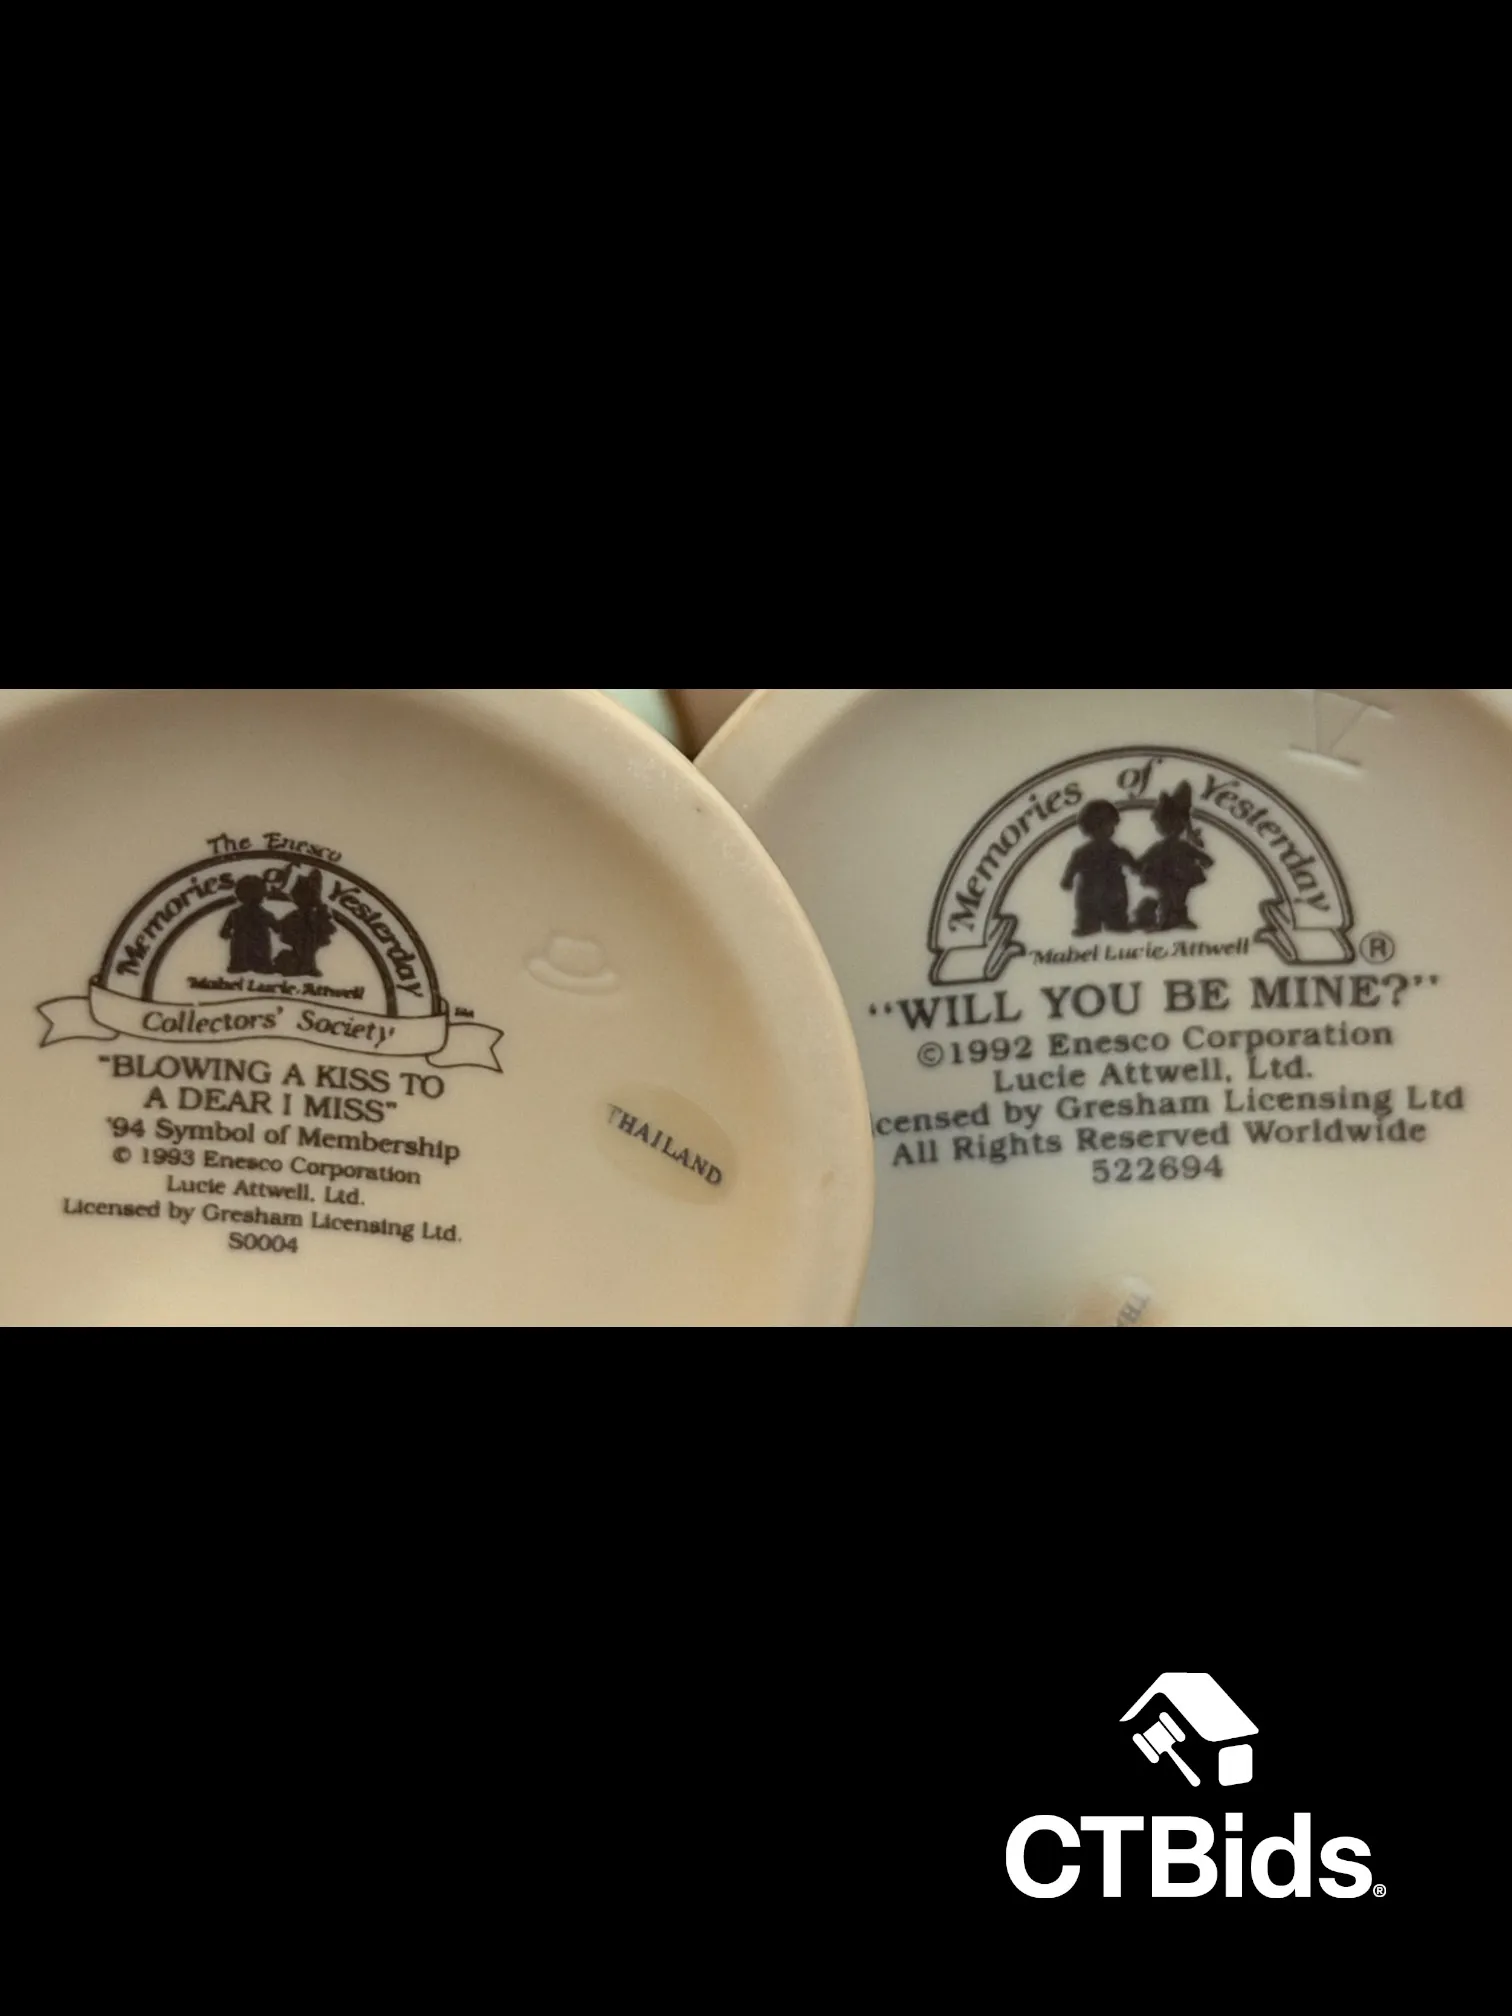 The Enesco
Memories of Yesterday
Mabel Lucie Attwell
Collectors' Society
"BLOWING A KISS TO
A DEAR I MISS"
'94 Symbol of Membership
© 1993 Enesco Corporation
Lucie Attwell, Ltd.
Licensed by Gresham Licensing Ltd.
S0004
THAILAND
Memories of Yesterday
Mabel Lucie Attwell ®
"WILL YOU BE MINE?"
©1992 Enesco Corporation
Lucie Attwell, Ltd.
icensed by Gresham Licensing Ltd
All Rights Reserved Worldwide
522694
CTBids®